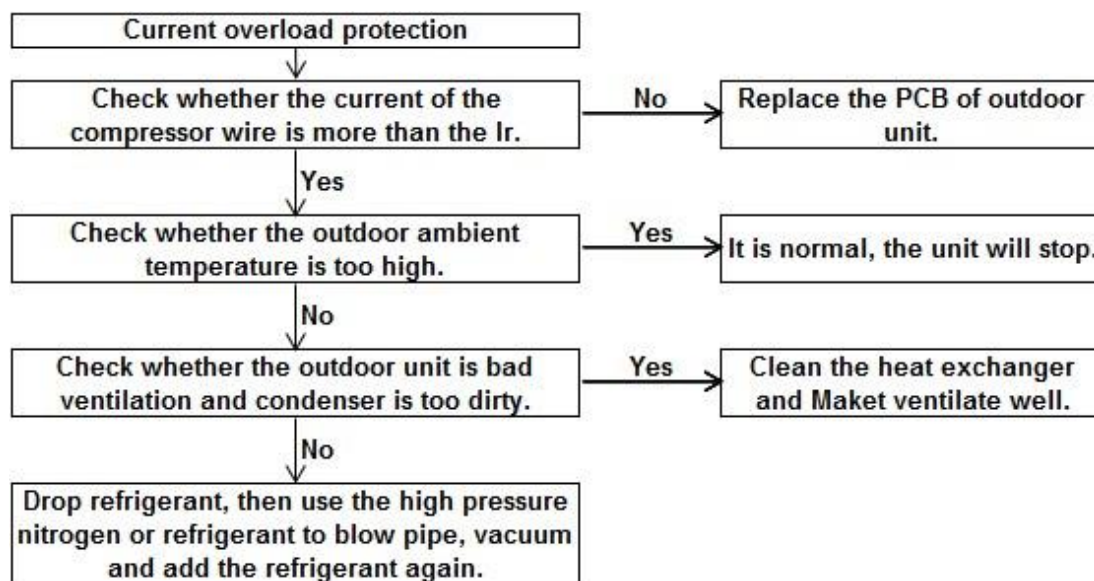 Current overload protection
Check whether the current of the
compressor wire is more than the Ir.
No
Replace the PCB of outdoor
unit.
Yes
Check whether the outdoor ambient
temperature is too high.
Yes
It is normal, the unit will stop.
No
Check whether the outdoor unit is bad
ventilation and condenser is too dirty.
Yes
Clean the heat exchanger
and Maket ventilate well.
No
Drop refrigerant, then use the high pressure
nitrogen or refrigerant to blow pipe, vacuum
and add the refrigerant again.